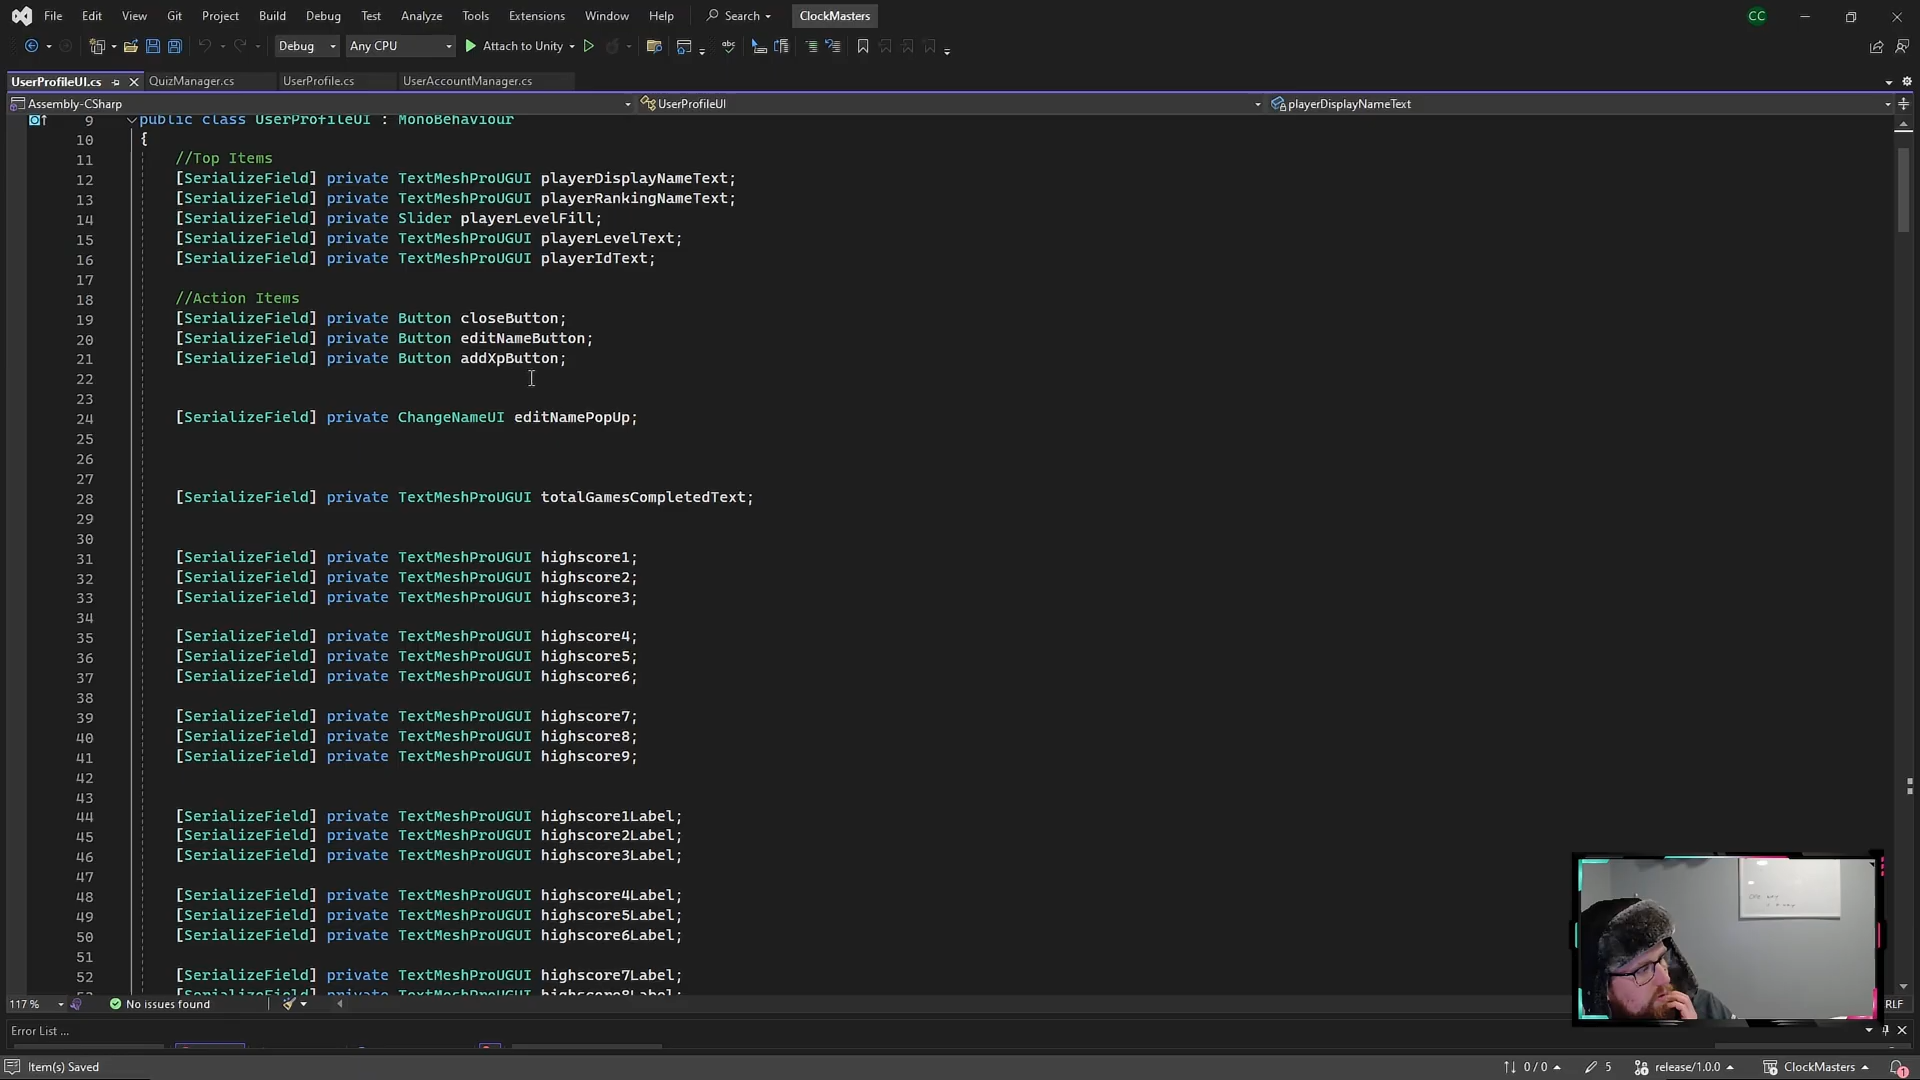 File Edit View Git Project Build Debug Test Analyze Tools Extensions Window Help Search ClockMasters CC
Debug Any CPU Attach to Unity
UserProfileUI.cs QuizManager.cs UserProfile.cs UserAccountManager.cs
Assembly-CSharp UserProfileUI playerDisplayNameText
9 public class UserProfileUI : MonoBehaviour
10 {
11 //Top Items
12 [SerializeField] private TextMeshProUGUI playerDisplayNameText;
13 [SerializeField] private TextMeshProUGUI playerRankingNameText;
14 [SerializeField] private Slider playerLevelFill;
15 [SerializeField] private TextMeshProUGUI playerLevelText;
16 [SerializeField] private TextMeshProUGUI playerIdText;
17
18 //Action Items
19 [SerializeField] private Button closeButton;
20 [SerializeField] private Button editNameButton;
21 [SerializeField] private Button addXpButton;
22
23
24 [SerializeField] private ChangeNameUI editNamePopUp;
25
26
27
28 [SerializeField] private TextMeshProUGUI totalGamesCompletedText;
29
30
31 [SerializeField] private TextMeshProUGUI highscore1;
32 [SerializeField] private TextMeshProUGUI highscore2;
33 [SerializeField] private TextMeshProUGUI highscore3;
34
35 [SerializeField] private TextMeshProUGUI highscore4;
36 [SerializeField] private TextMeshProUGUI highscore5;
37 [SerializeField] private TextMeshProUGUI highscore6;
38
39 [SerializeField] private TextMeshProUGUI highscore7;
40 [SerializeField] private TextMeshProUGUI highscore8;
41 [SerializeField] private TextMeshProUGUI highscore9;
42
43
44 [SerializeField] private TextMeshProUGUI highscore1Label;
45 [SerializeField] private TextMeshProUGUI highscore2Label;
46 [SerializeField] private TextMeshProUGUI highscore3Label;
47
48 [SerializeField] private TextMeshProUGUI highscore4Label;
49 [SerializeField] private TextMeshProUGUI highscore5Label;
50 [SerializeField] private TextMeshProUGUI highscore6Label;
51
52 [SerializeField] private TextMeshProUGUI highscore7Label;
[SerializeField] private TextMeshProUGUI highscore8Label;
117 % No issues found RLF
Error List ...
Item(s) Saved 0 / 0 5 release/1.0.0 ClockMasters 1